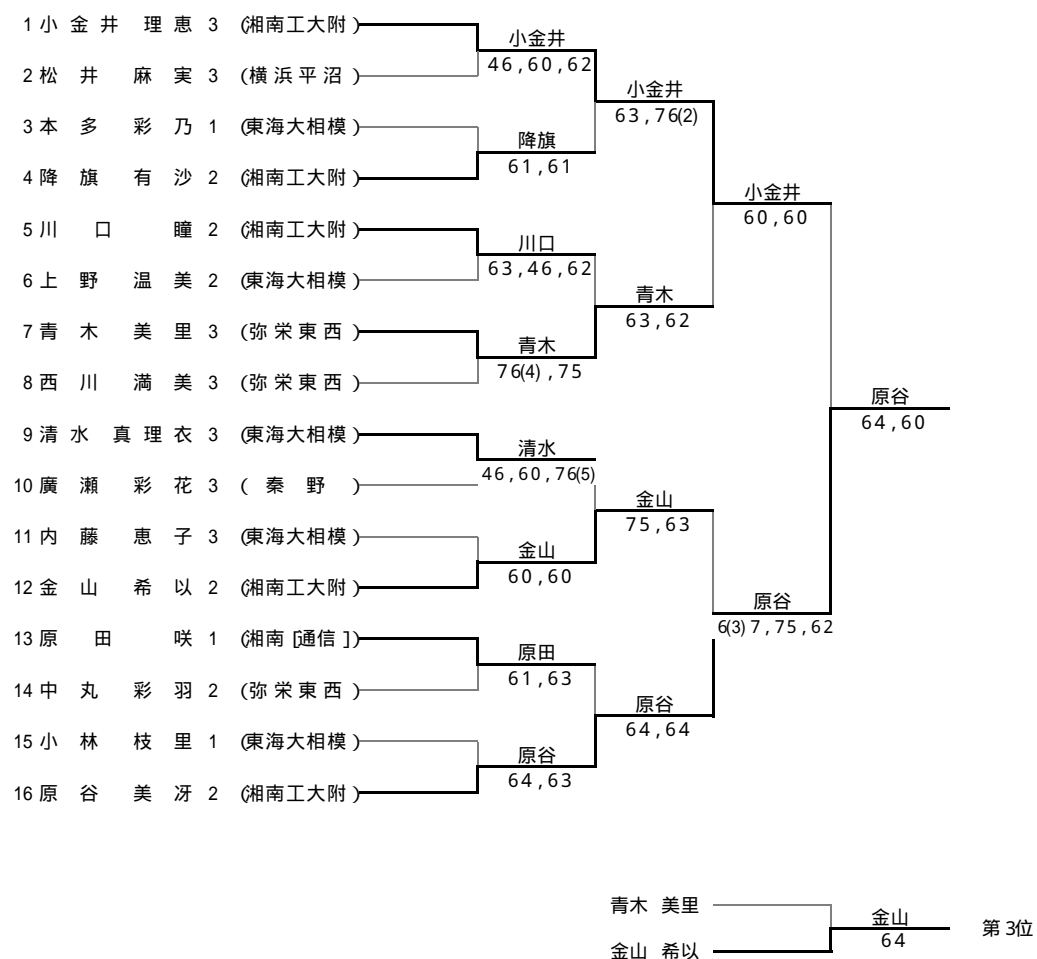 1 小金井 理恵 3 (湘南工大附)
小金井
46,60,62
2 松井 麻実 3 (横浜平沼)
小金井
63,76(2)
3 本多 彩乃 1 (東海大相模)
降旗
61,61
4 降旗 有沙 2 (湘南工大附)
小金井
60,60
5 川口 瞳 2 (湘南工大附)
川口
63,46,62
6 上野 温美 2 (東海大相模)
青木
63,62
7 青木 美里 3 (弥栄東西)
青木
76(4),75
8 西川 満美 3 (弥栄東西)
原谷
64,60
9 清水 真理衣 3 (東海大相模)
清水
46,60,76(5)
10 廣瀬 彩花 3 (秦野)
金山
75,63
11 内藤 恵子 3 (東海大相模)
金山
60,60
12 金山 希以 2 (湘南工大附)
原谷
6(3)7,75,62
13 原田 咲 1 (湘南[通信])
原田
61,63
14 中丸 彩羽 2 (弥栄東西)
原谷
64,64
15 小林 枝里 1 (東海大相模)
原谷
64,63
16 原谷 美冴 2 (湘南工大附)
青木 美里
金山
64
第3位
金山 希以